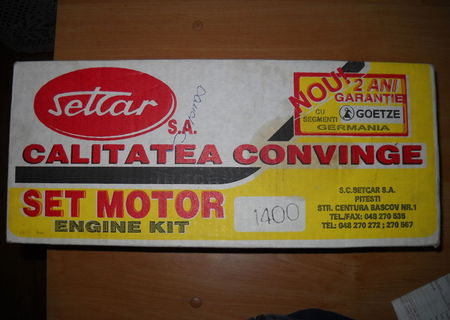 setcar
S.A.
Dacia
NOU!
2 ANI
GARANTIE
CU
SEGMENTI
GOETZE
GERMANIA
CALITATEA CONVINGE
SET MOTOR
ENGINE KIT
1400
S.C.SETCAR S.A.
PITESTI
STR. CENTURA BASCOV NR.1
TEL/FAX: 048 270 535
TEL: 048 270 272 ; 270 567